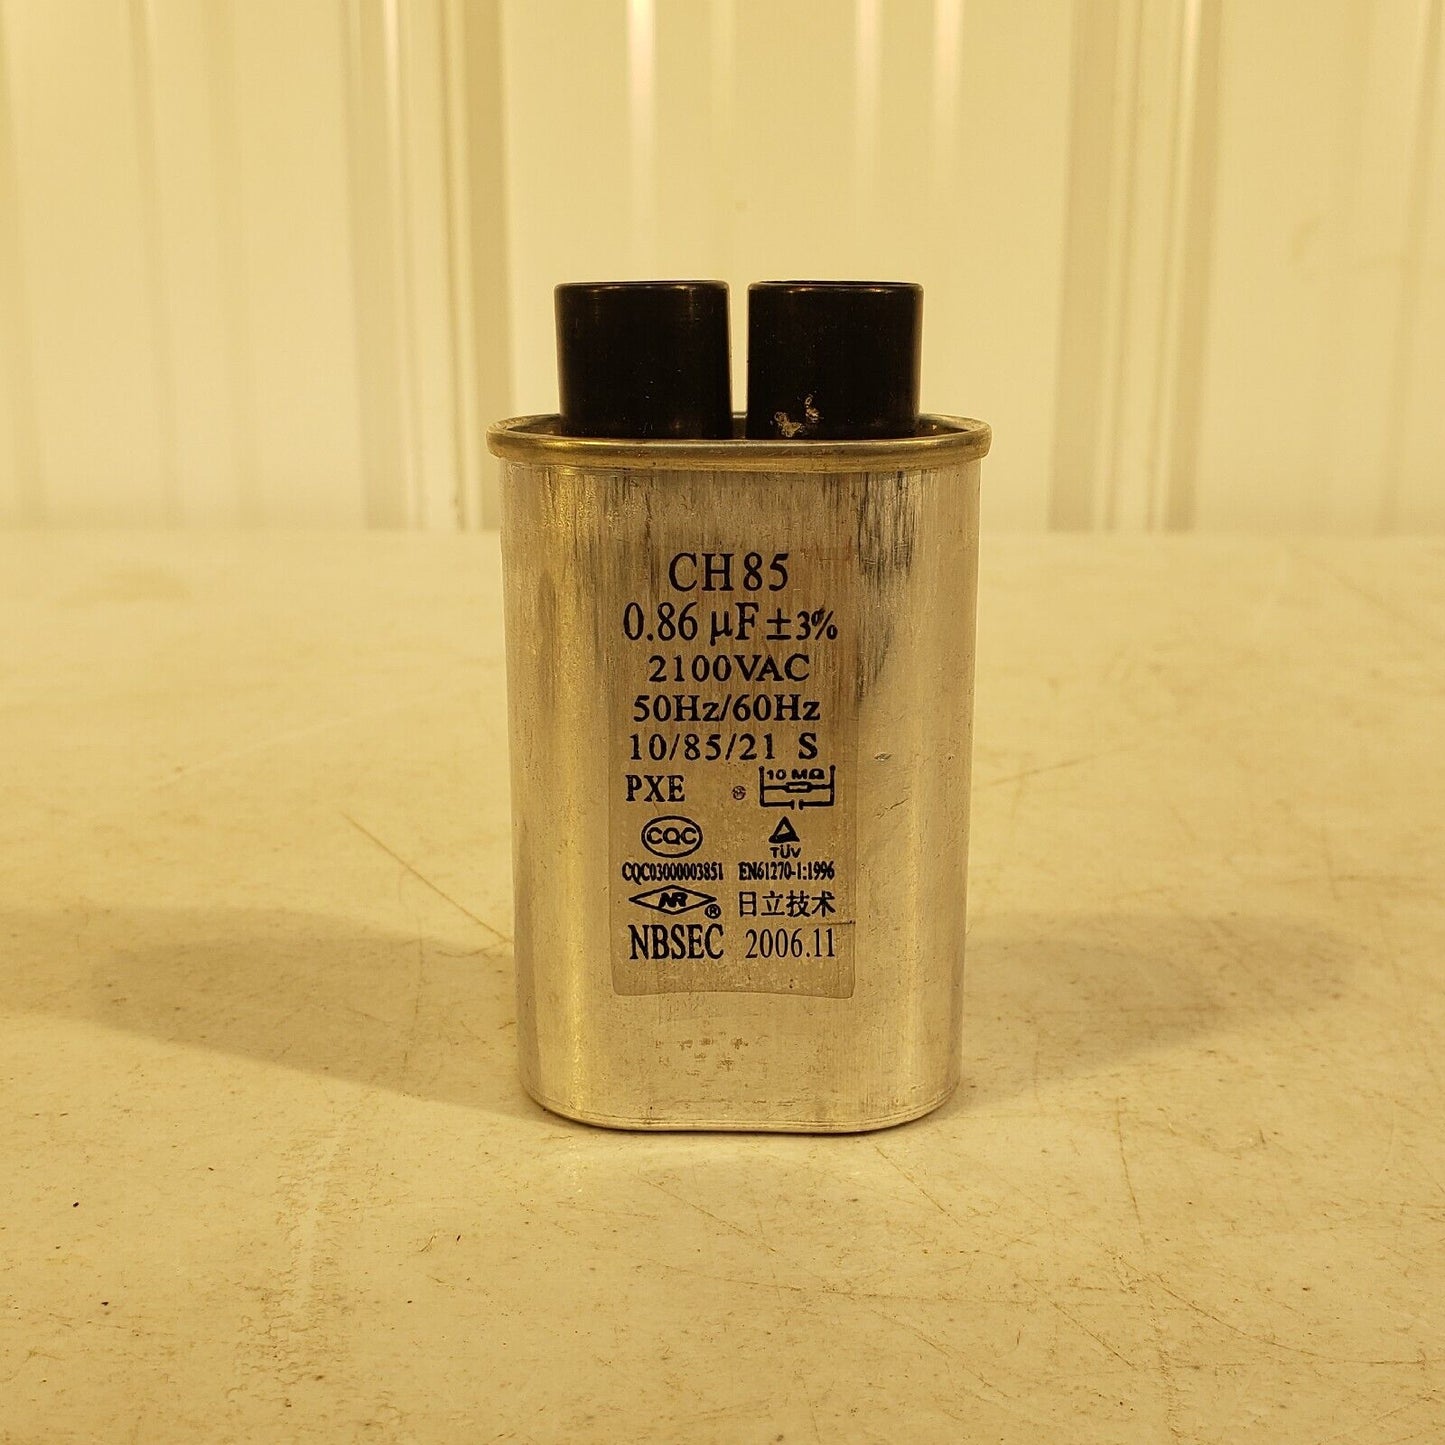 CH85
0.86 µF±3%
2100VAC
50Hz/60Hz
10/85/21 S
PXE 10 MΩ
CQC TÜV
CQC03000003851 EN61270-1:1996
® 日立技术
NBSEC 2006.11